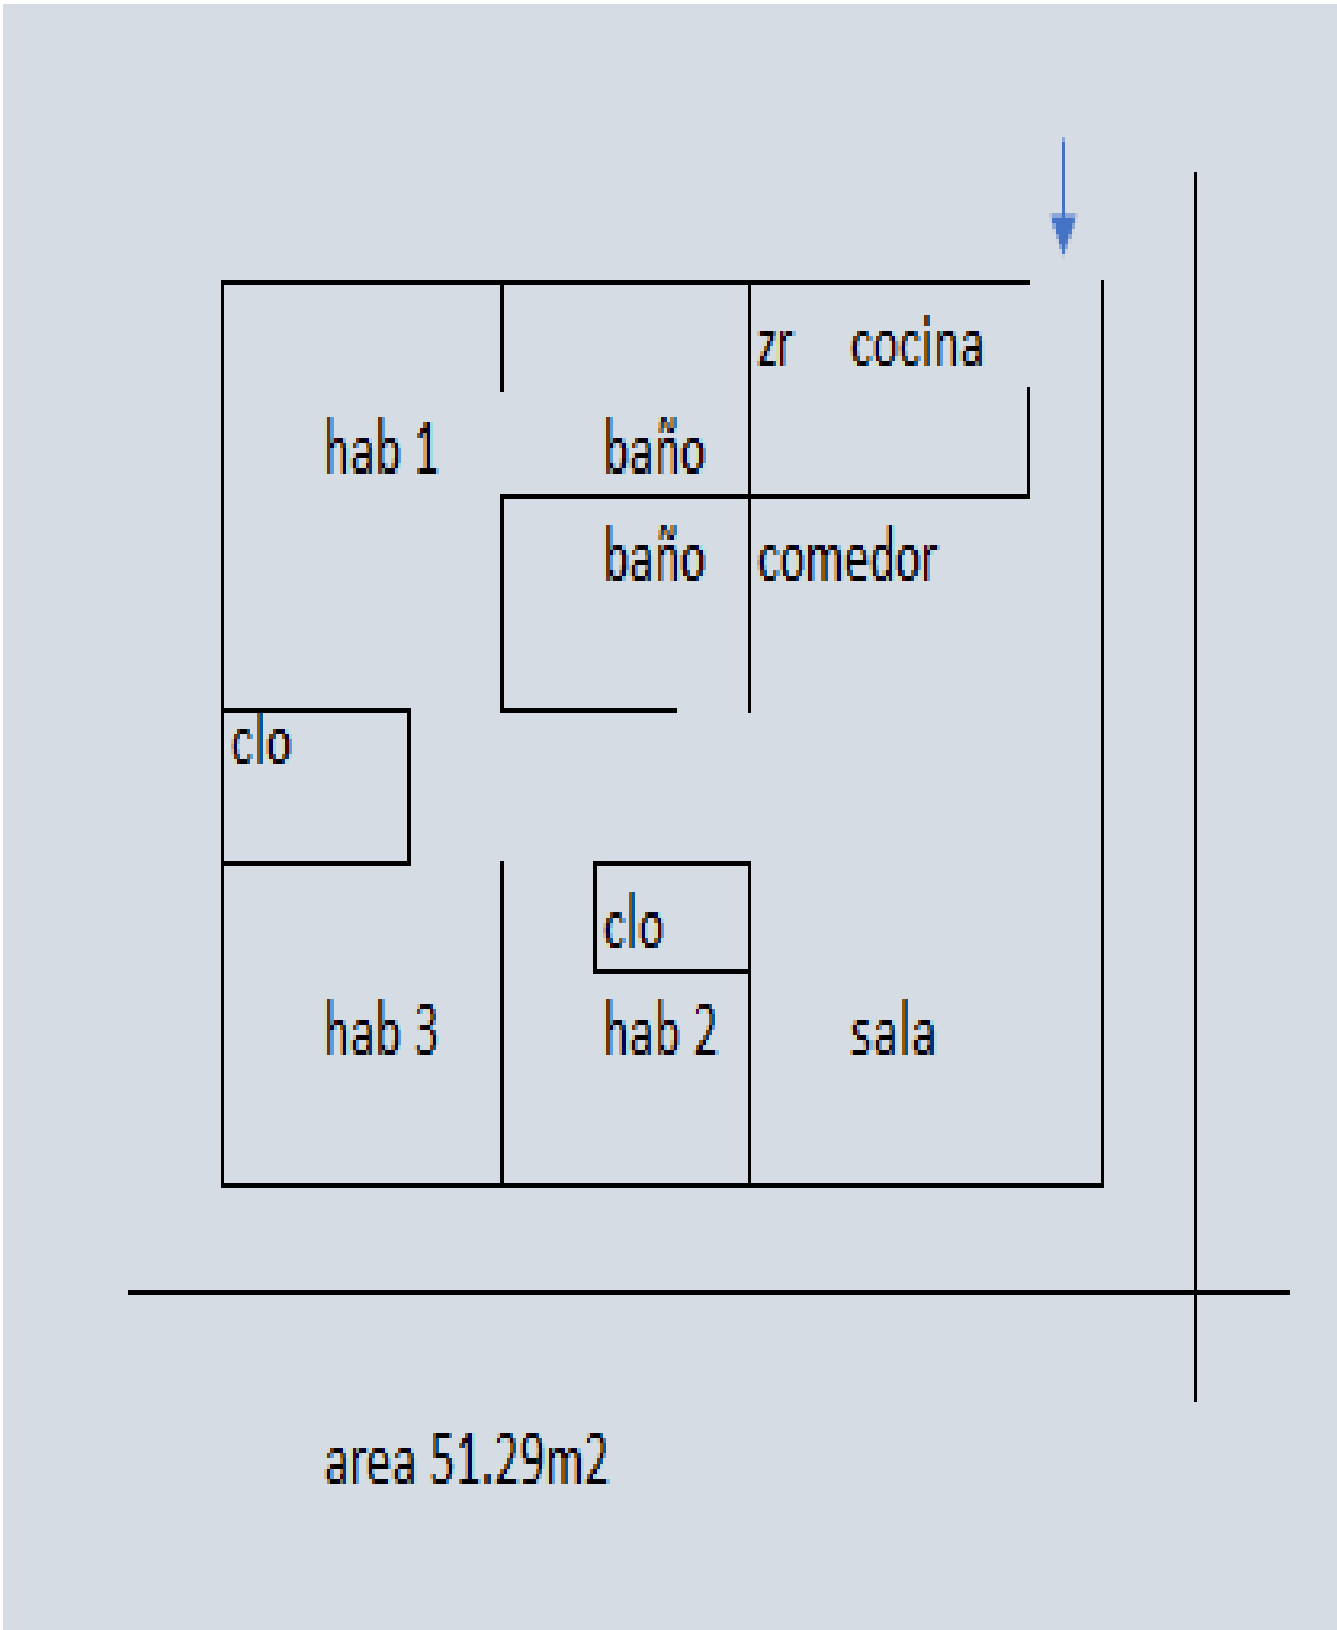 zr cocina
hab 1
baño
baño
comedor
clo
clo
hab 3
hab 2
sala
area 51.29m2